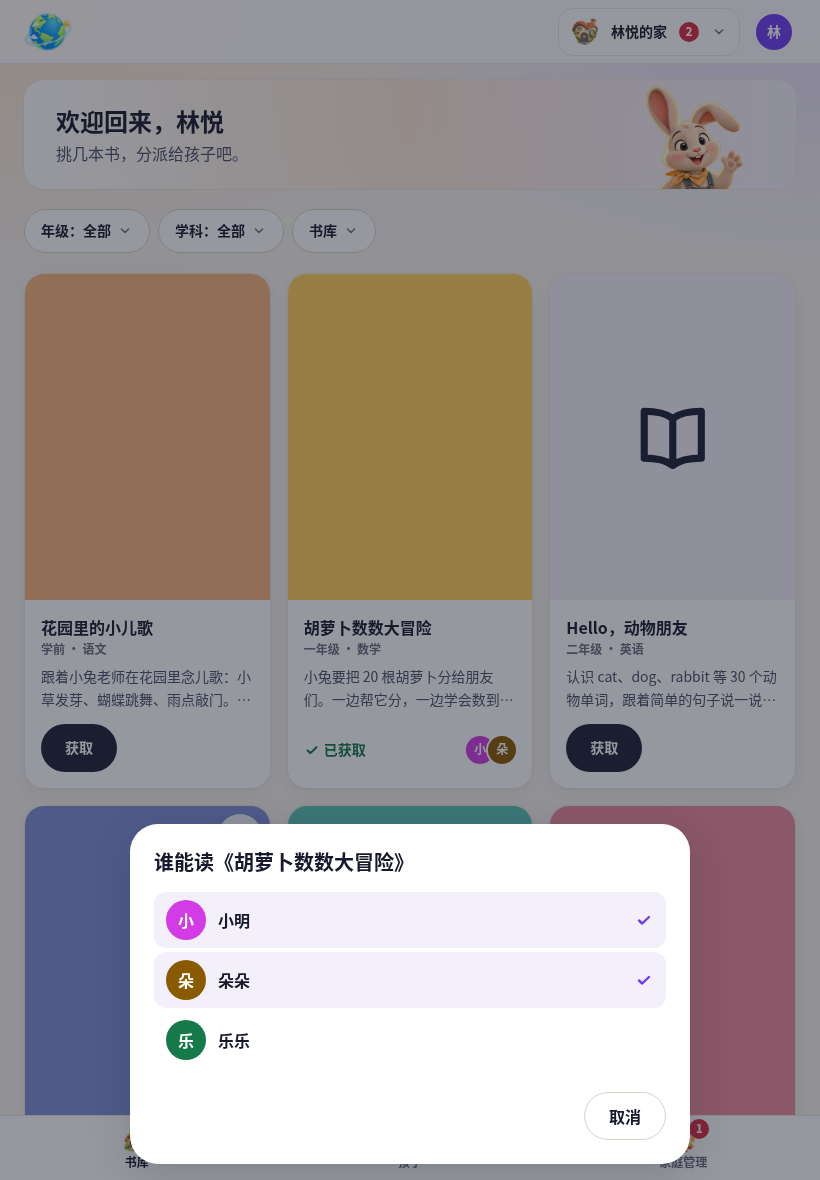 林悦的家 2
林
欢迎回来，林悦
挑几本书，分派给孩子吧。
年级：全部
学科：全部
书库
花园里的小儿歌
学前 • 语文
跟着小兔老师在花园里念儿歌：小
草发芽、蝴蝶跳舞、雨点敲门。…
获取
胡萝卜数数大冒险
一年级 • 数学
小兔要把 20 根胡萝卜分给朋友
们。一边帮它分，一边学会数到…
已获取
小
朵
Hello，动物朋友
二年级 • 英语
认识 cat、dog、rabbit 等 30 个动
物单词，跟着简单的句子说一说…
获取
谁能读《胡萝卜数数大冒险》
小 小明
朵 朵朵
乐 乐乐
取消
书库
1
家庭管理